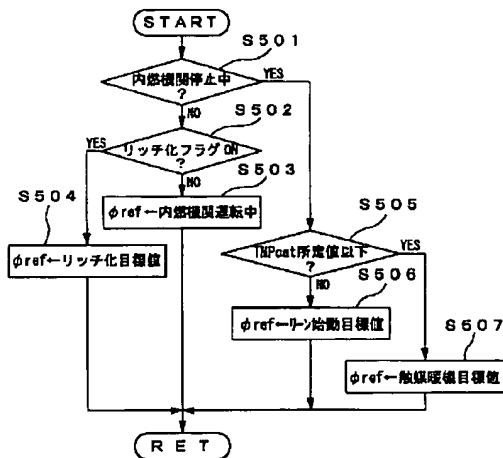 START
S501
内燃機関停止中
?
YES
NO
S502
リッチ化フラグON
?
YES
NO
S503
φref←内燃機関運転中
S504
φref←リッチ化目標値
S505
TMPcat所定値以下
?
YES
NO
S506
φref←リーン始動目標値
S507
φref←触媒暖機目標値
RET